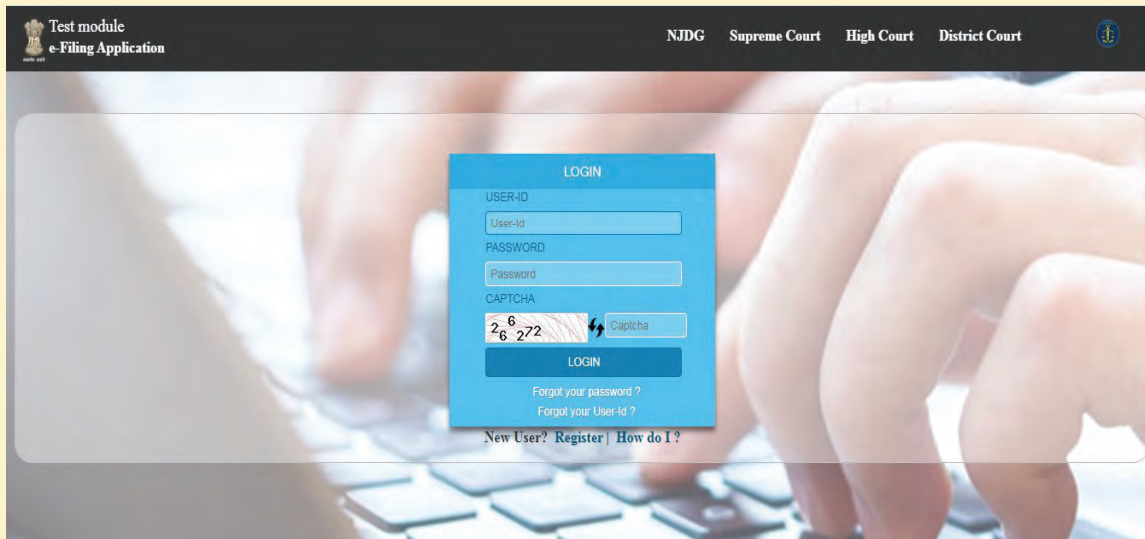 Test module
e-Filing Application
NJDG Supreme Court High Court District Court
LOGIN
USER-ID
User-Id
PASSWORD
Password
CAPTCHA
266272 Captcha
LOGIN
Forgot your password ?
Forgot your User-Id ?
New User? Register | How do I ?